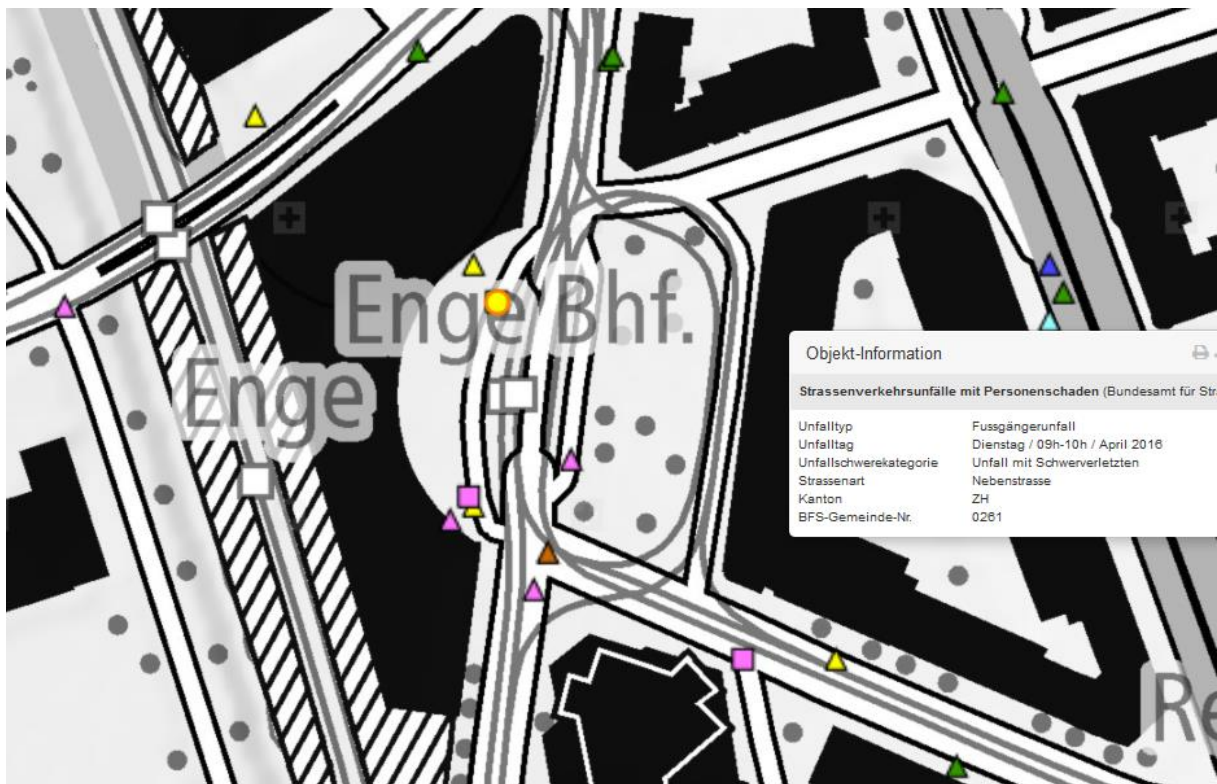 Enge Bhf.
Enge
Objekt-Information
Strassenverkehrsunfälle mit Personenschaden (Bundesamt für Str
Unfalltyp Fussgängerunfall
Unfalltag Dienstag / 09h-10h / April 2016
Unfallschwerekategorie Unfall mit Schwerverletzten
Strassenart Nebenstrasse
Kanton ZH
BFS-Gemeinde-Nr. 0261
Re